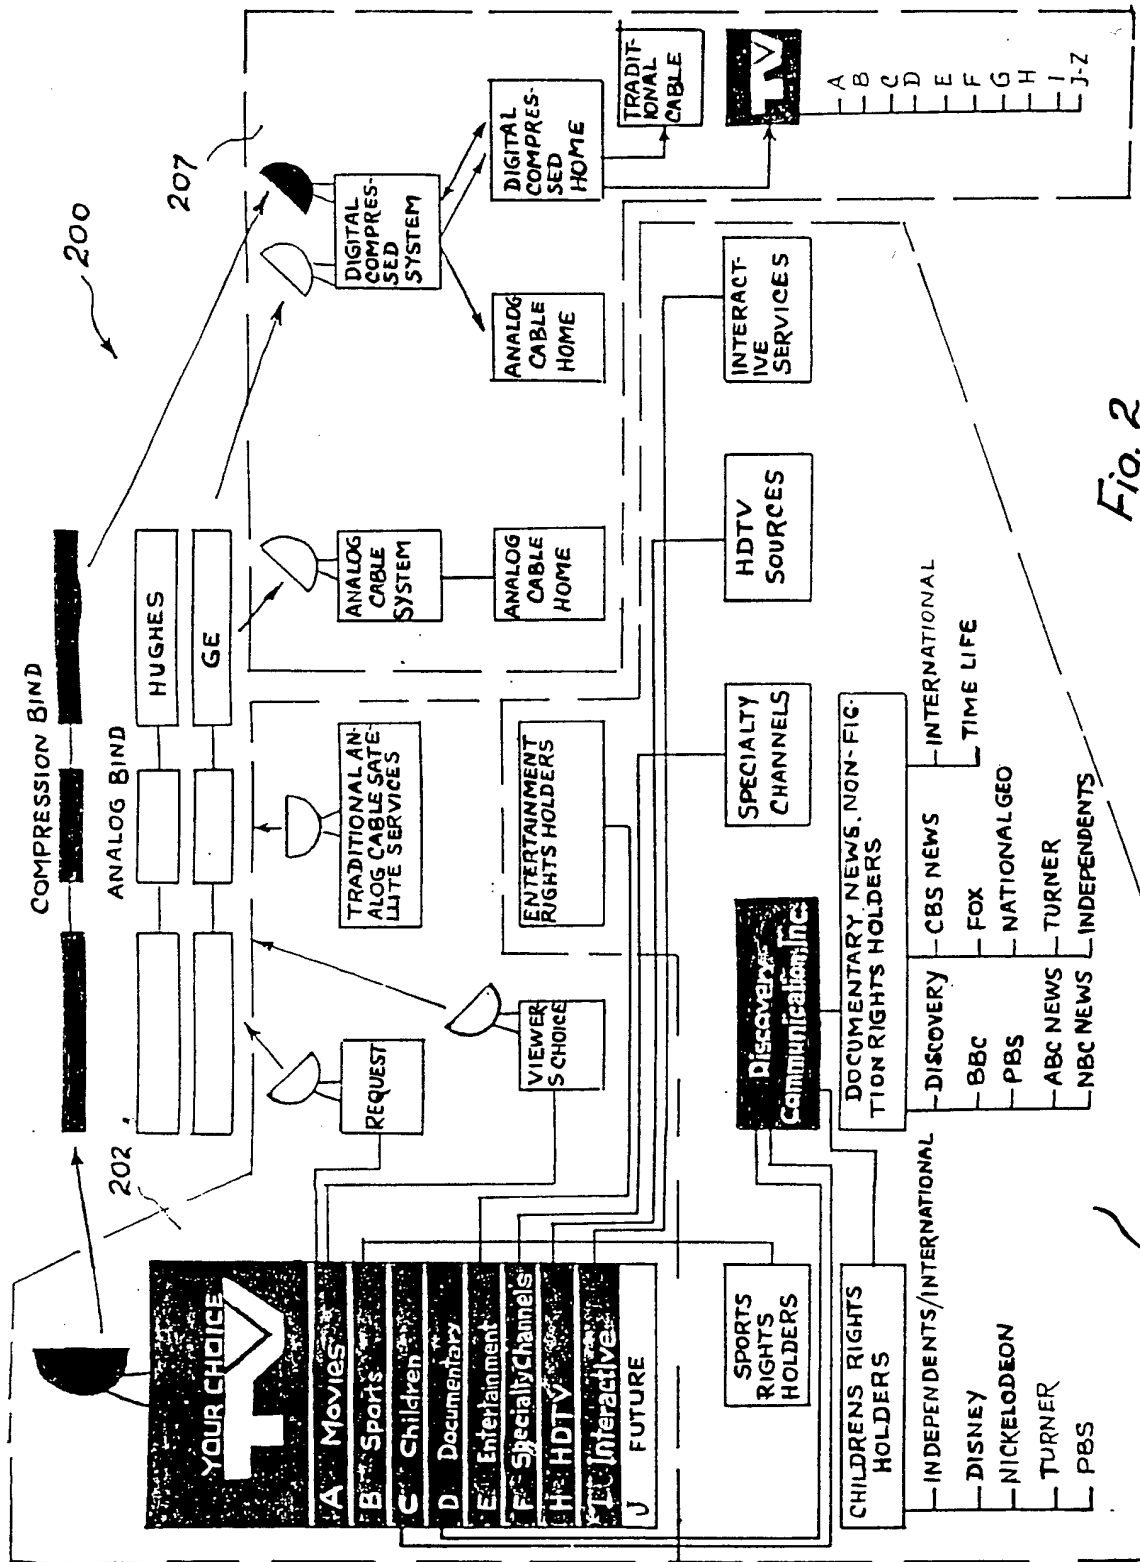 200
207
202
COMPRESSION BIND
ANALOG BIND
HUGHES
GE
YOUR CHOICE
TV
A Movies
B Sports
C Children
D Documentary
E Entertainment
F Specialty Channels
H HDTV
I Interactive
J FUTURE
REQUEST
VIEWER
S CHOICE
TRADITIONAL AN-
ALOG CABLE SATE-
LLITE SERVICES
ENTERTAINMENT
RIGHTS HOLDERS
ANALOG
CABLE
SYSTEM
ANALOG
CABLE
HOME
DIGITAL
COMPRES-
SED
SYSTEM
ANALOG
CABLE
HOME
DIGITAL
COMPRES-
SED
HOME
TRADIT-
IONAL
CABLE
TV
A
B
C
D
E
F
G
H
I
J-Z
SPORTS
RIGHTS
HOLDERS
Discovery
Communication, Inc.
SPECIALTY
CHANNELS
HDTV
SOURCES
INTERACT-
IVE
SERVICES
CHILDRENS RIGHTS
HOLDERS
INDEPENDENTS/INTERNATIONAL
DISNEY
NICKELODEON
TURNER
PBS
DOCUMENTARY, NEWS, NON-FIG-
TION RIGHTS HOLDERS
DISCOVERY
BBC
PBS
ABC NEWS
NBC NEWS
CBS NEWS
FOX
NATIONAL GEO
TURNER
INDEPENDENTS
INTERNATIONAL
TIME LIFE
Fig. 2